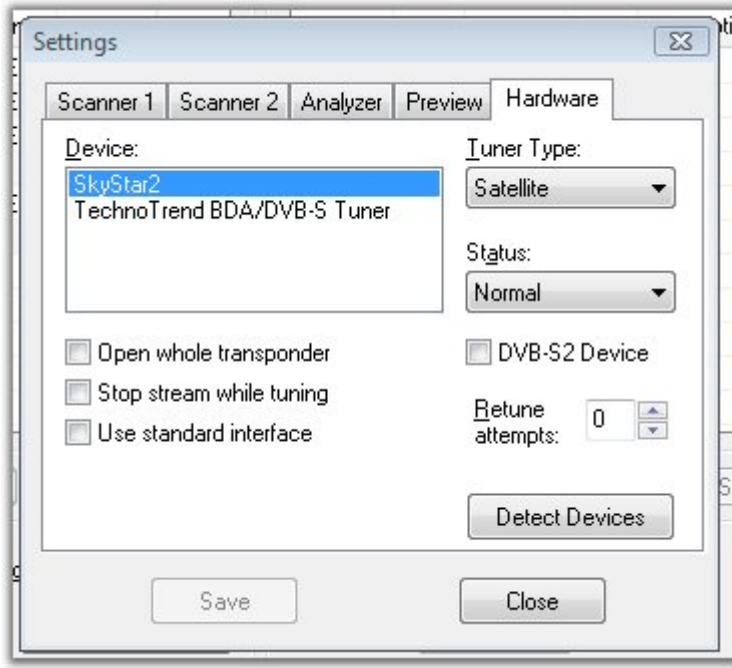 Settings
Scanner 1 Scanner 2 Analyzer Preview Hardware
Device:
SkyStar2
TechnoTrend BDA/DVB-S Tuner
Tuner Type:
Satellite
Status:
Normal
Open whole transponder
Stop stream while tuning
Use standard interface
DVB-S2 Device
Retune
attempts:
0
Detect Devices
Save
Close